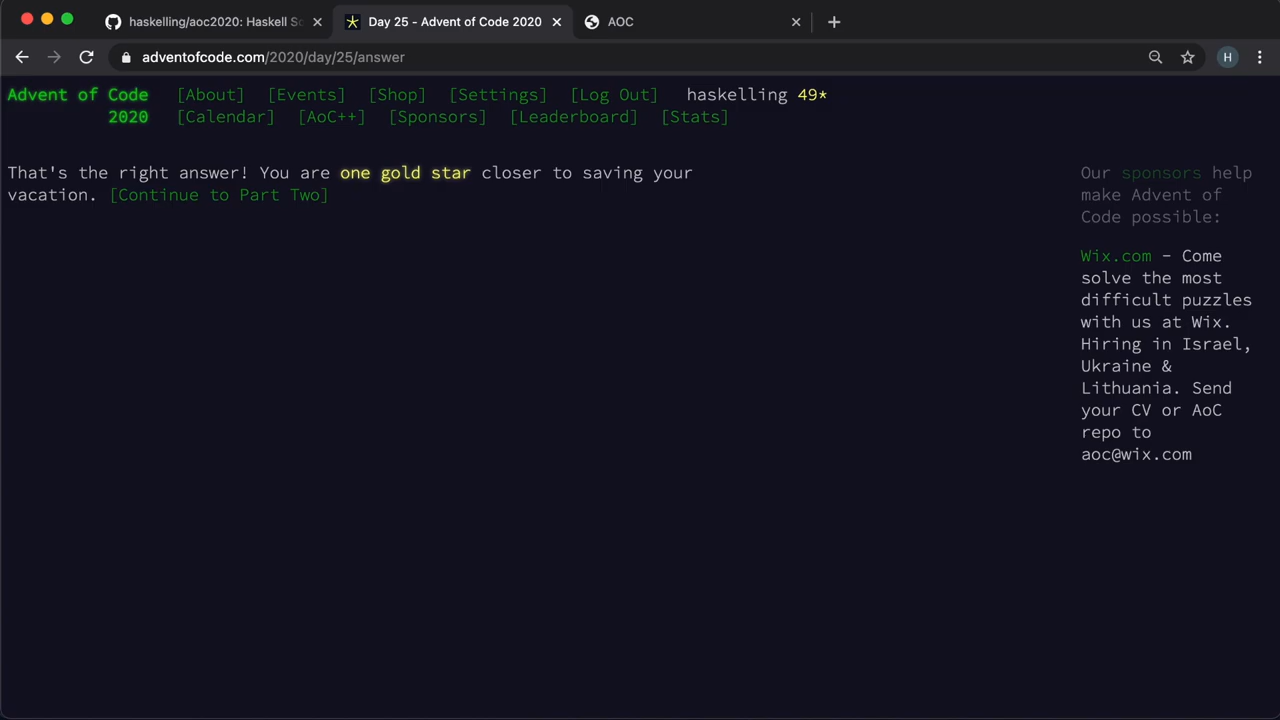 haskelling/aoc2020: Haskell So
Day 25 - Advent of Code 2020
AOC
adventofcode.com/2020/day/25/answer
H
Advent of Code [About] [Events] [Shop] [Settings] [Log Out] haskelling 49*
2020 [Calendar] [AoC++] [Sponsors] [Leaderboard] [Stats]
That's the right answer! You are one gold star closer to saving your
vacation. [Continue to Part Two]
Our sponsors help
make Advent of
Code possible:
Wix.com - Come
solve the most
difficult puzzles
with us at Wix.
Hiring in Israel,
Ukraine &
Lithuania. Send
your CV or AoC
repo to
aoc@wix.com